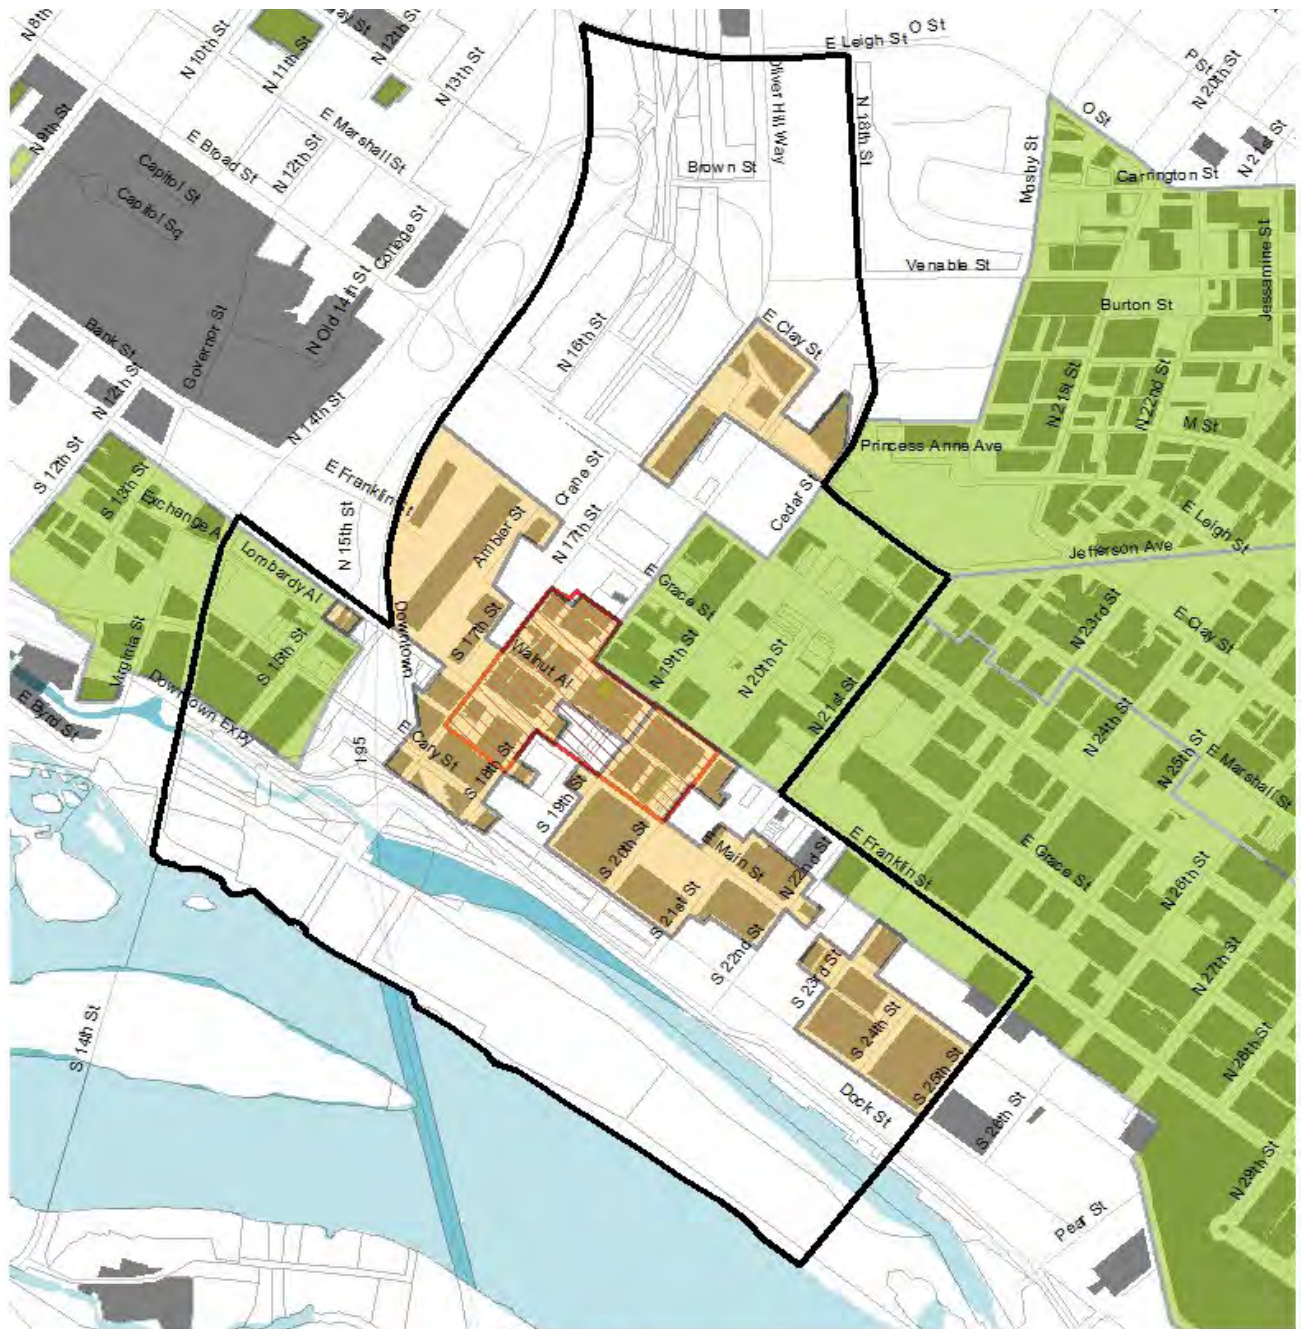 N 8th St
N 10th St
N 11th St
N 12th St
N 13th St
E Leigh St
O St
P St
N 20th St
N 9th St
E Broad St
E Marshall St
N 12th St
Oliver Hill Way
N 18th St
Brown St
Mosby St
O St
N 21st St
Carrington St
Capitol St
Capitol Sq
College St
Venable St
Jessamine St
Burton St
Governor St
N Old 14th St
Bank St
N 12th St
N 16th St
E Clay St
N 21st St
N 22nd St
M St
N 14th St
Princess Anne Ave
S 12th St
S 13th St
E Franklin St
Crane St
Cedar St
Exchange Al
N 15th St
Ambler St
N 17th St
E Leigh St
Jefferson Ave
Lombardy Al
E
Grace St
Downtown
S 17th St
N 23rd St
E Clay St
Virginia St
S 15th St
Walnut Al
N 19th St
N 20th St
N 21st St
N 24th St
Downtown ExPy
E Byrd St
E Cary St
195
S 18th St
N 25th St
E Marshall St
S 19th St
S 20th St
E Main St
N 22nd St
E Franklin St
E Grace St
N 26th St
S 21st St
S 22nd St
S 23rd St
N 27th St
S 14th St
S 24th St
S 25th St
N 28th St
Dock St
S 26th St
N 29th St
Pear St